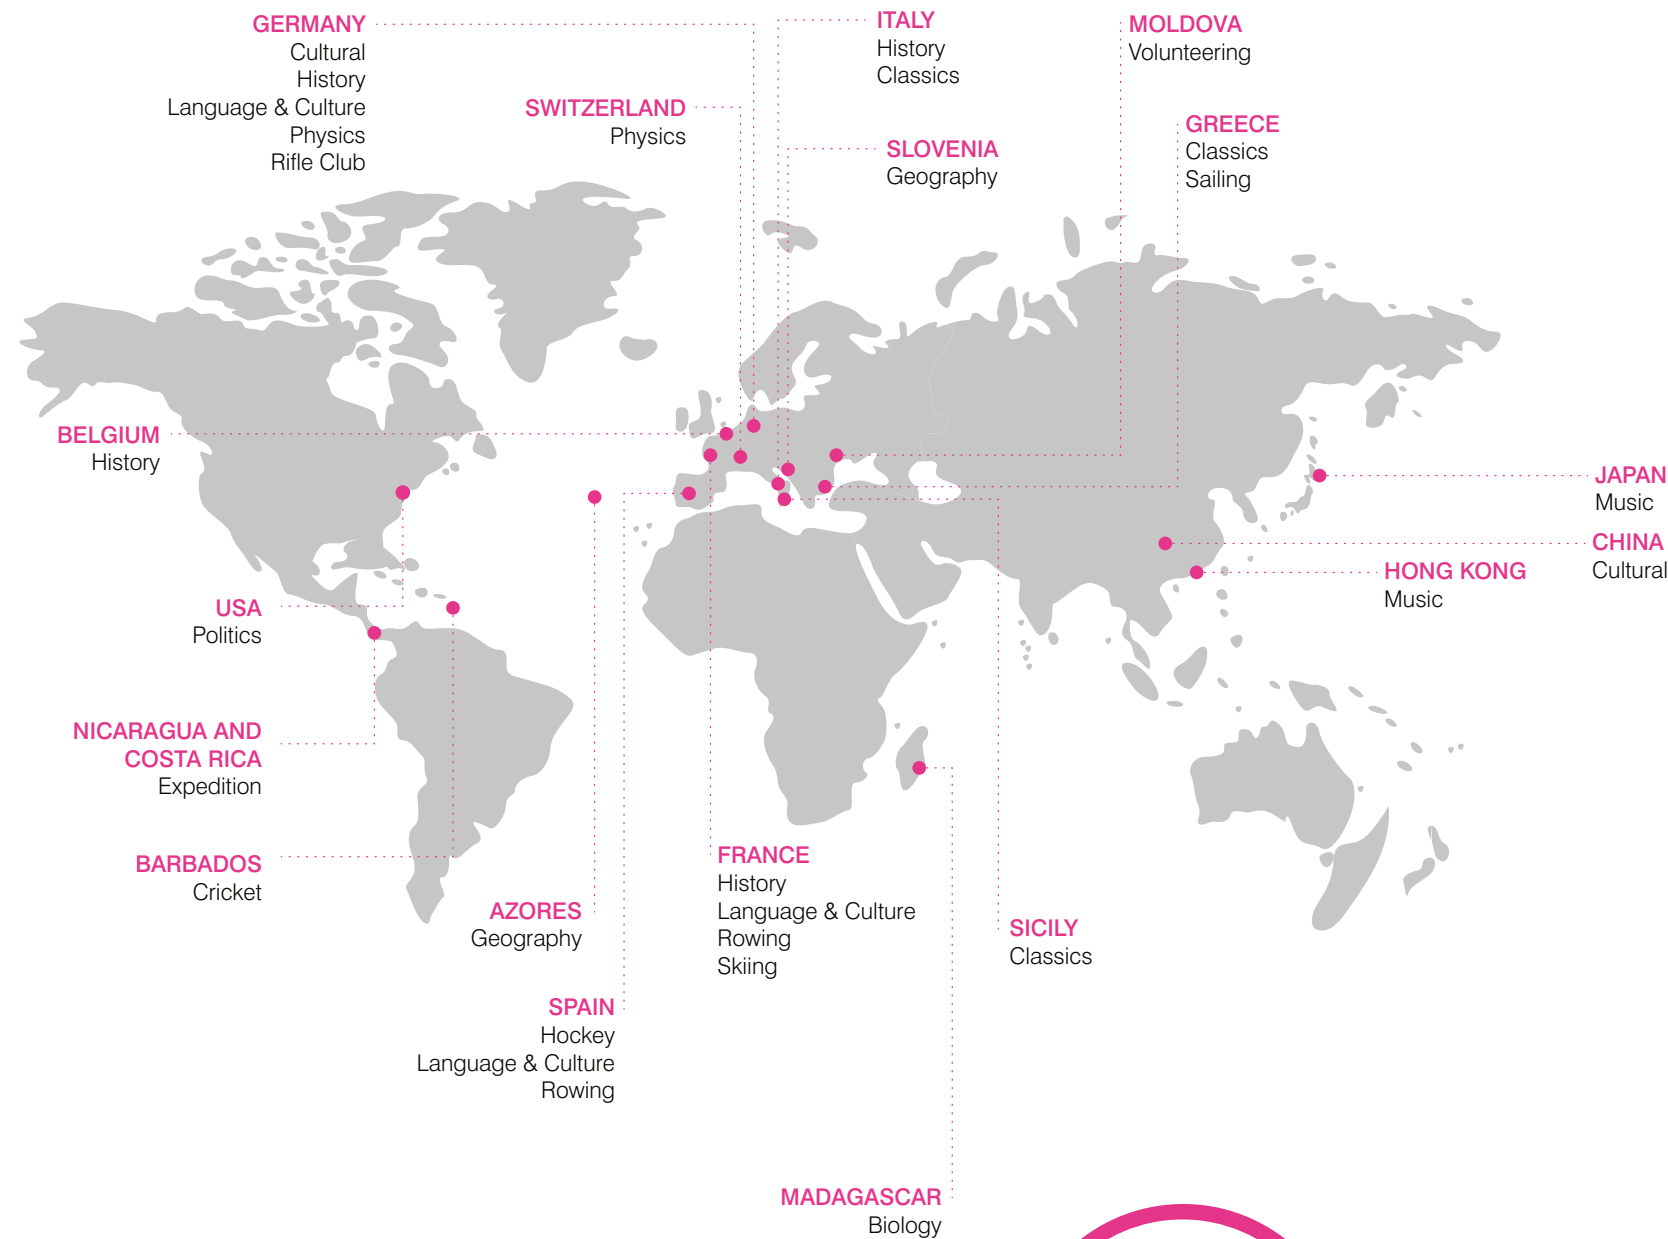 GERMANY
Cultural
History
Language & Culture
Physics
Rifle Club
SWITZERLAND
Physics
ITALY
History
Classics
SLOVENIA
Geography
MOLDOVA
Volunteering
GREECE
Classics
Sailing
BELGIUM
History
USA
Politics
NICARAGUA AND
COSTA RICA
Expedition
BARBADOS
Cricket
AZORES
Geography
SPAIN
Hockey
Language & Culture
Rowing
FRANCE
History
Language & Culture
Rowing
Skiing
SICILY
Classics
MADAGASCAR
Biology
JAPAN
Music
CHINA
Cultural
HONG KONG
Music